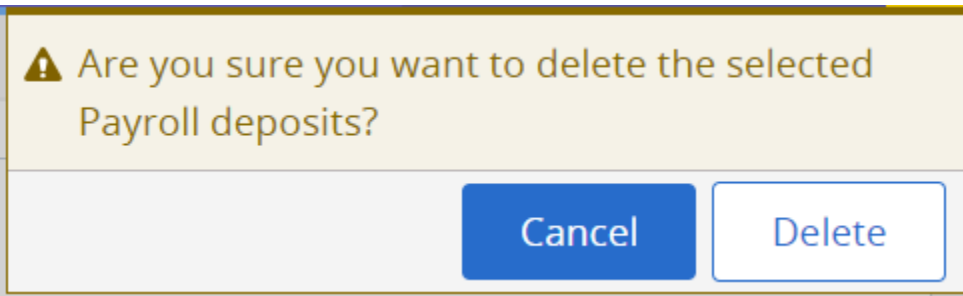 Are you sure you want to delete the selected
Payroll deposits?
Cancel
Delete